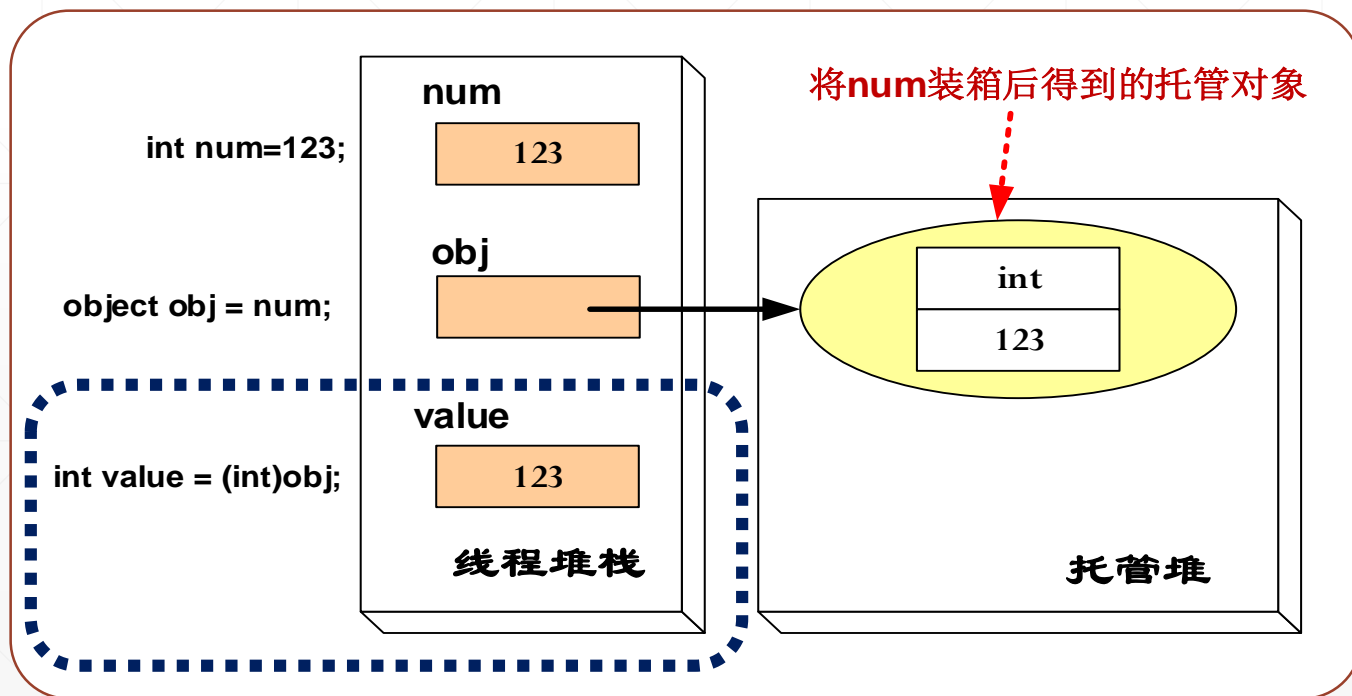 将num装箱后得到的托管对象
num
int num=123;
123
obj
object obj = num;
int
123
value
int value = (int)obj;
123
线程堆栈
托管堆